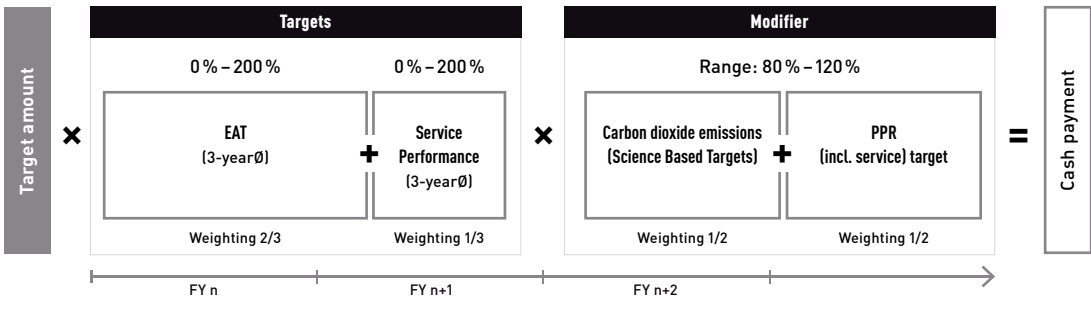 Targets
Modifier
Target amount
×
0 % – 200 %
0 % – 200 %
Range: 80 % – 120 %
EAT
(3-yearØ)
+
Service
Performance
(3-yearØ)
×
Carbon dioxide emissions
(Science Based Targets)
+
PPR
(incl. service) target
=
Cash payment
Weighting 2/3
Weighting 1/3
Weighting 1/2
Weighting 1/2
FY n
FY n+1
FY n+2